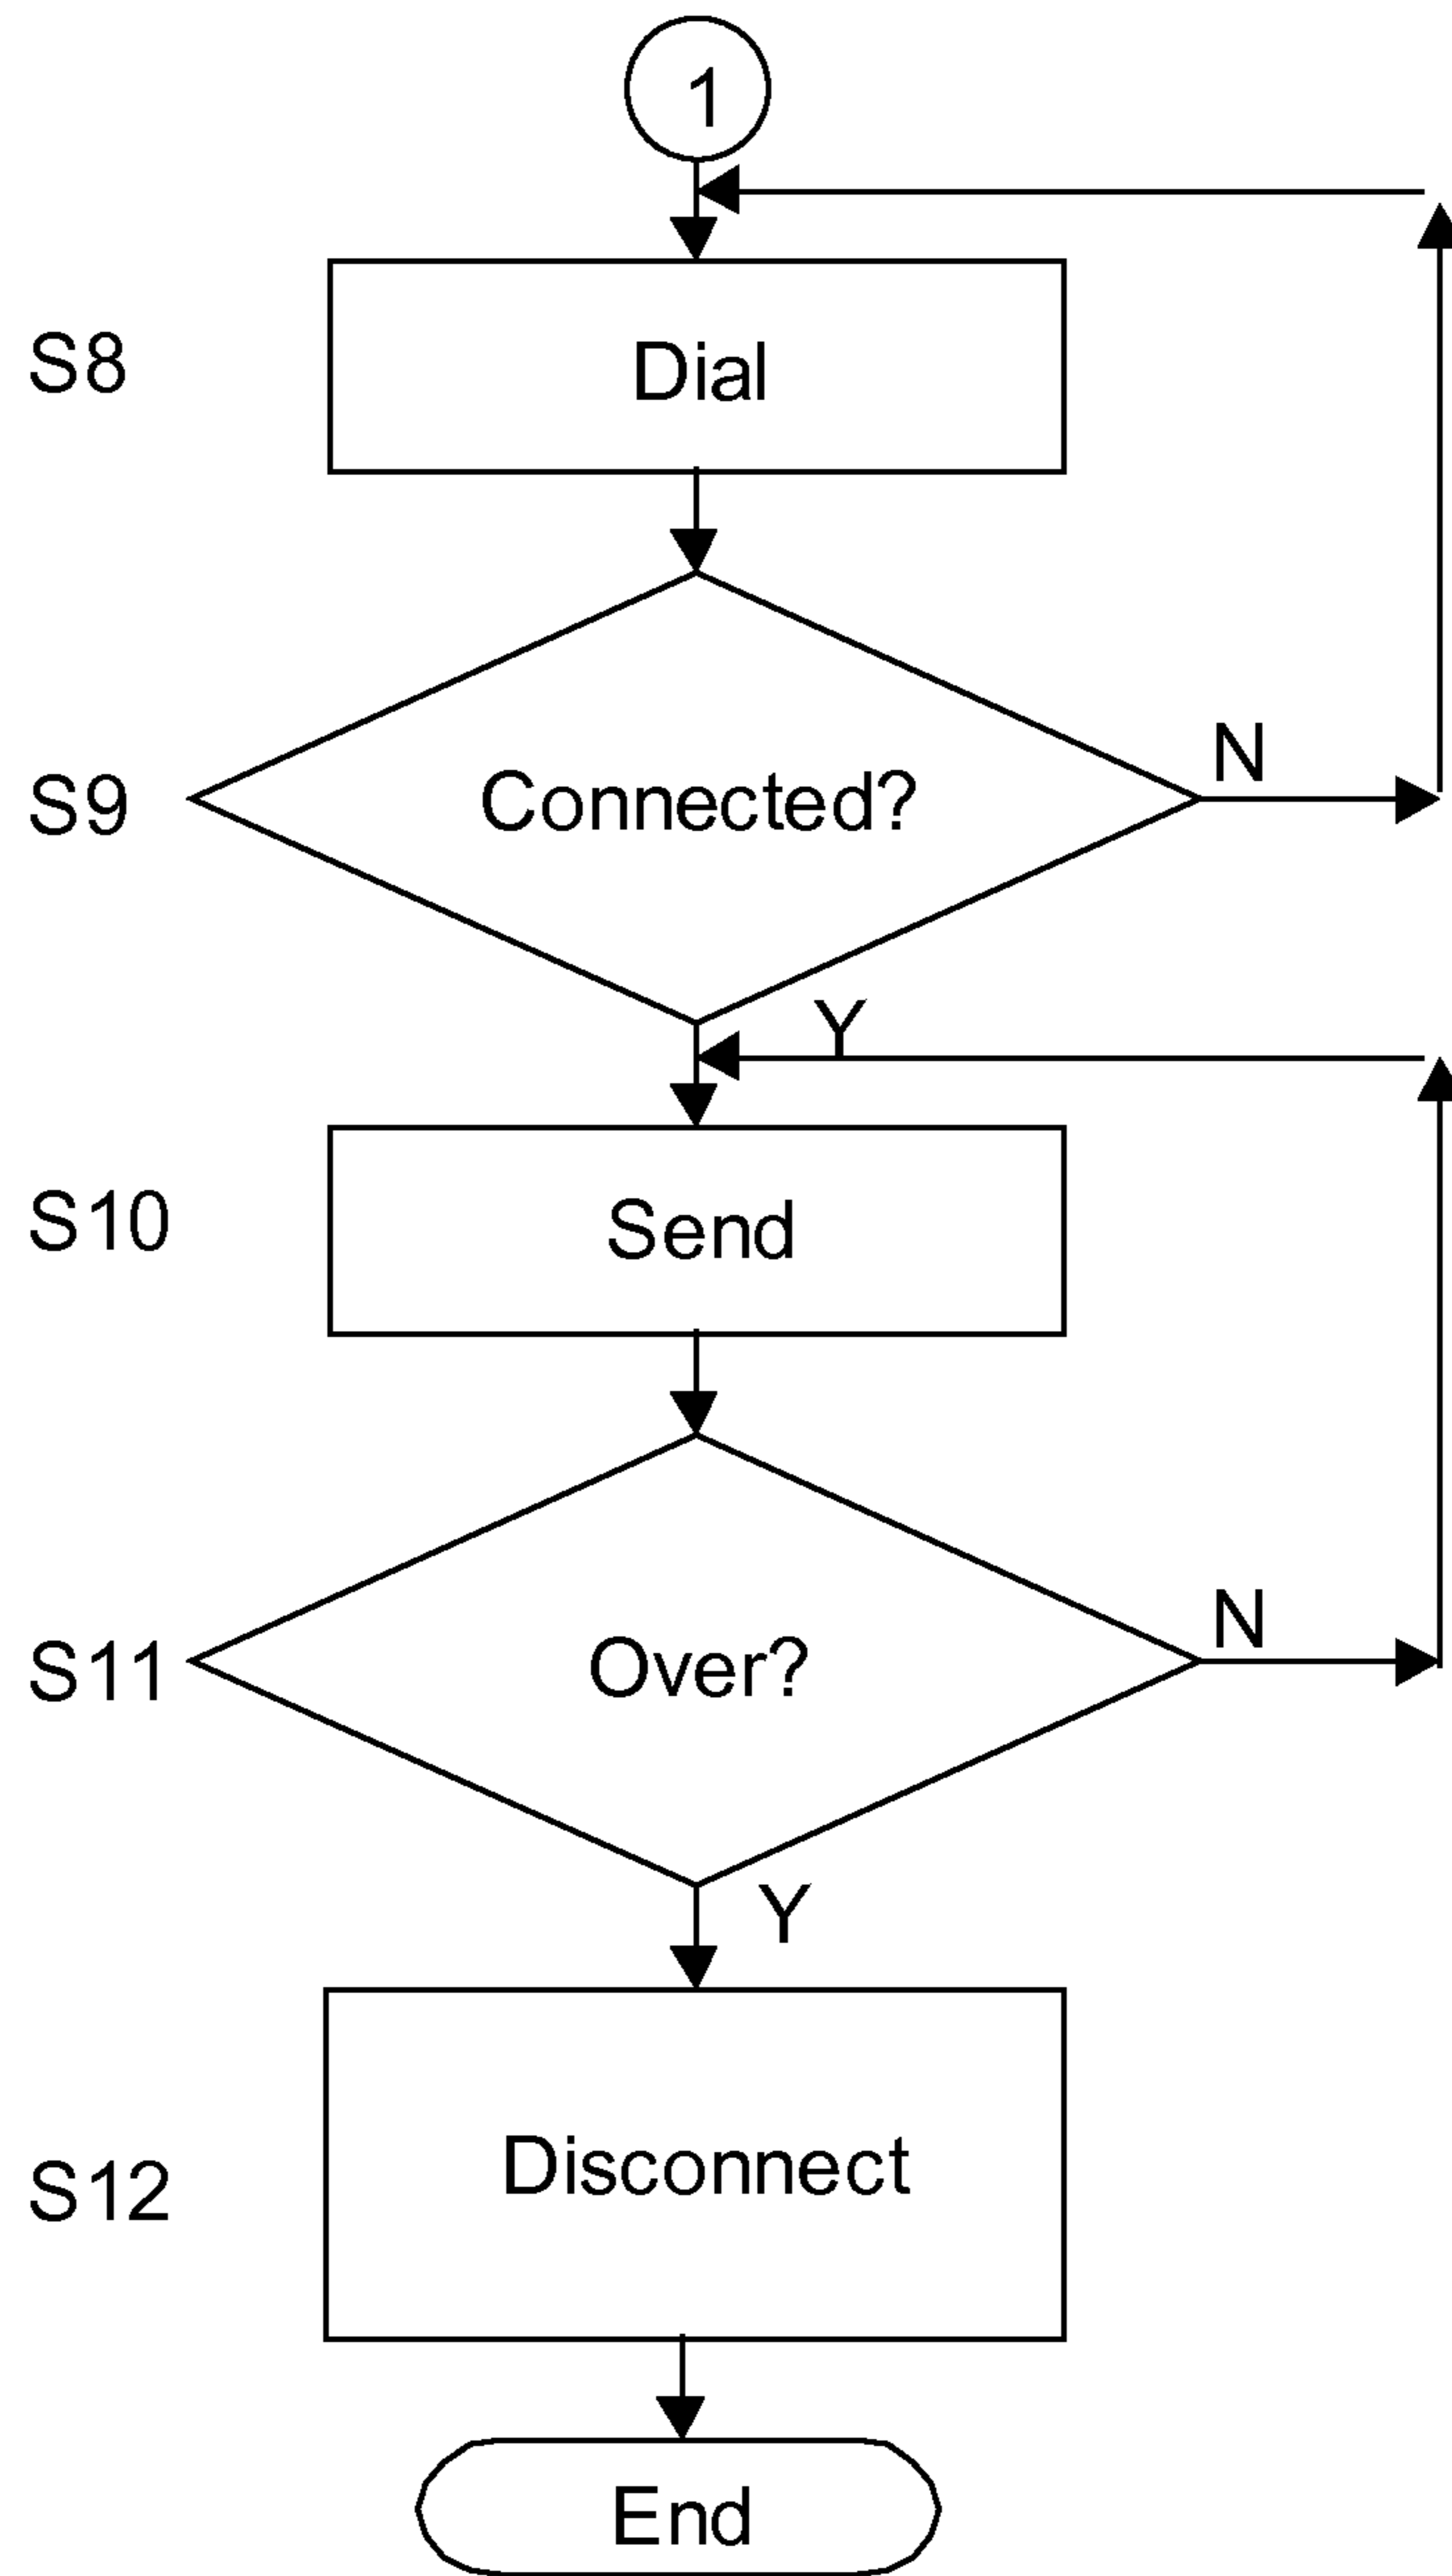 1
S8
Dial
S9
Connected?
N
Y
S10
Send
S11
Over?
N
Y
S12
Disconnect
End